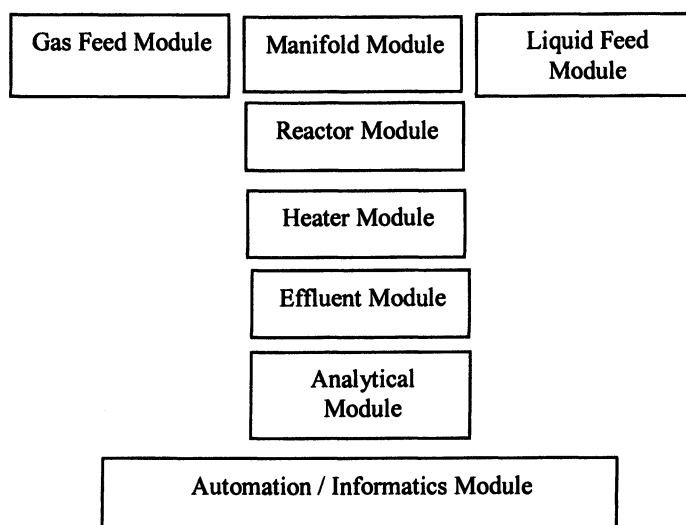 Gas Feed Module
Manifold Module
Liquid Feed
Module
Reactor Module
Heater Module
Effluent Module
Analytical
Module
Automation / Informatics Module